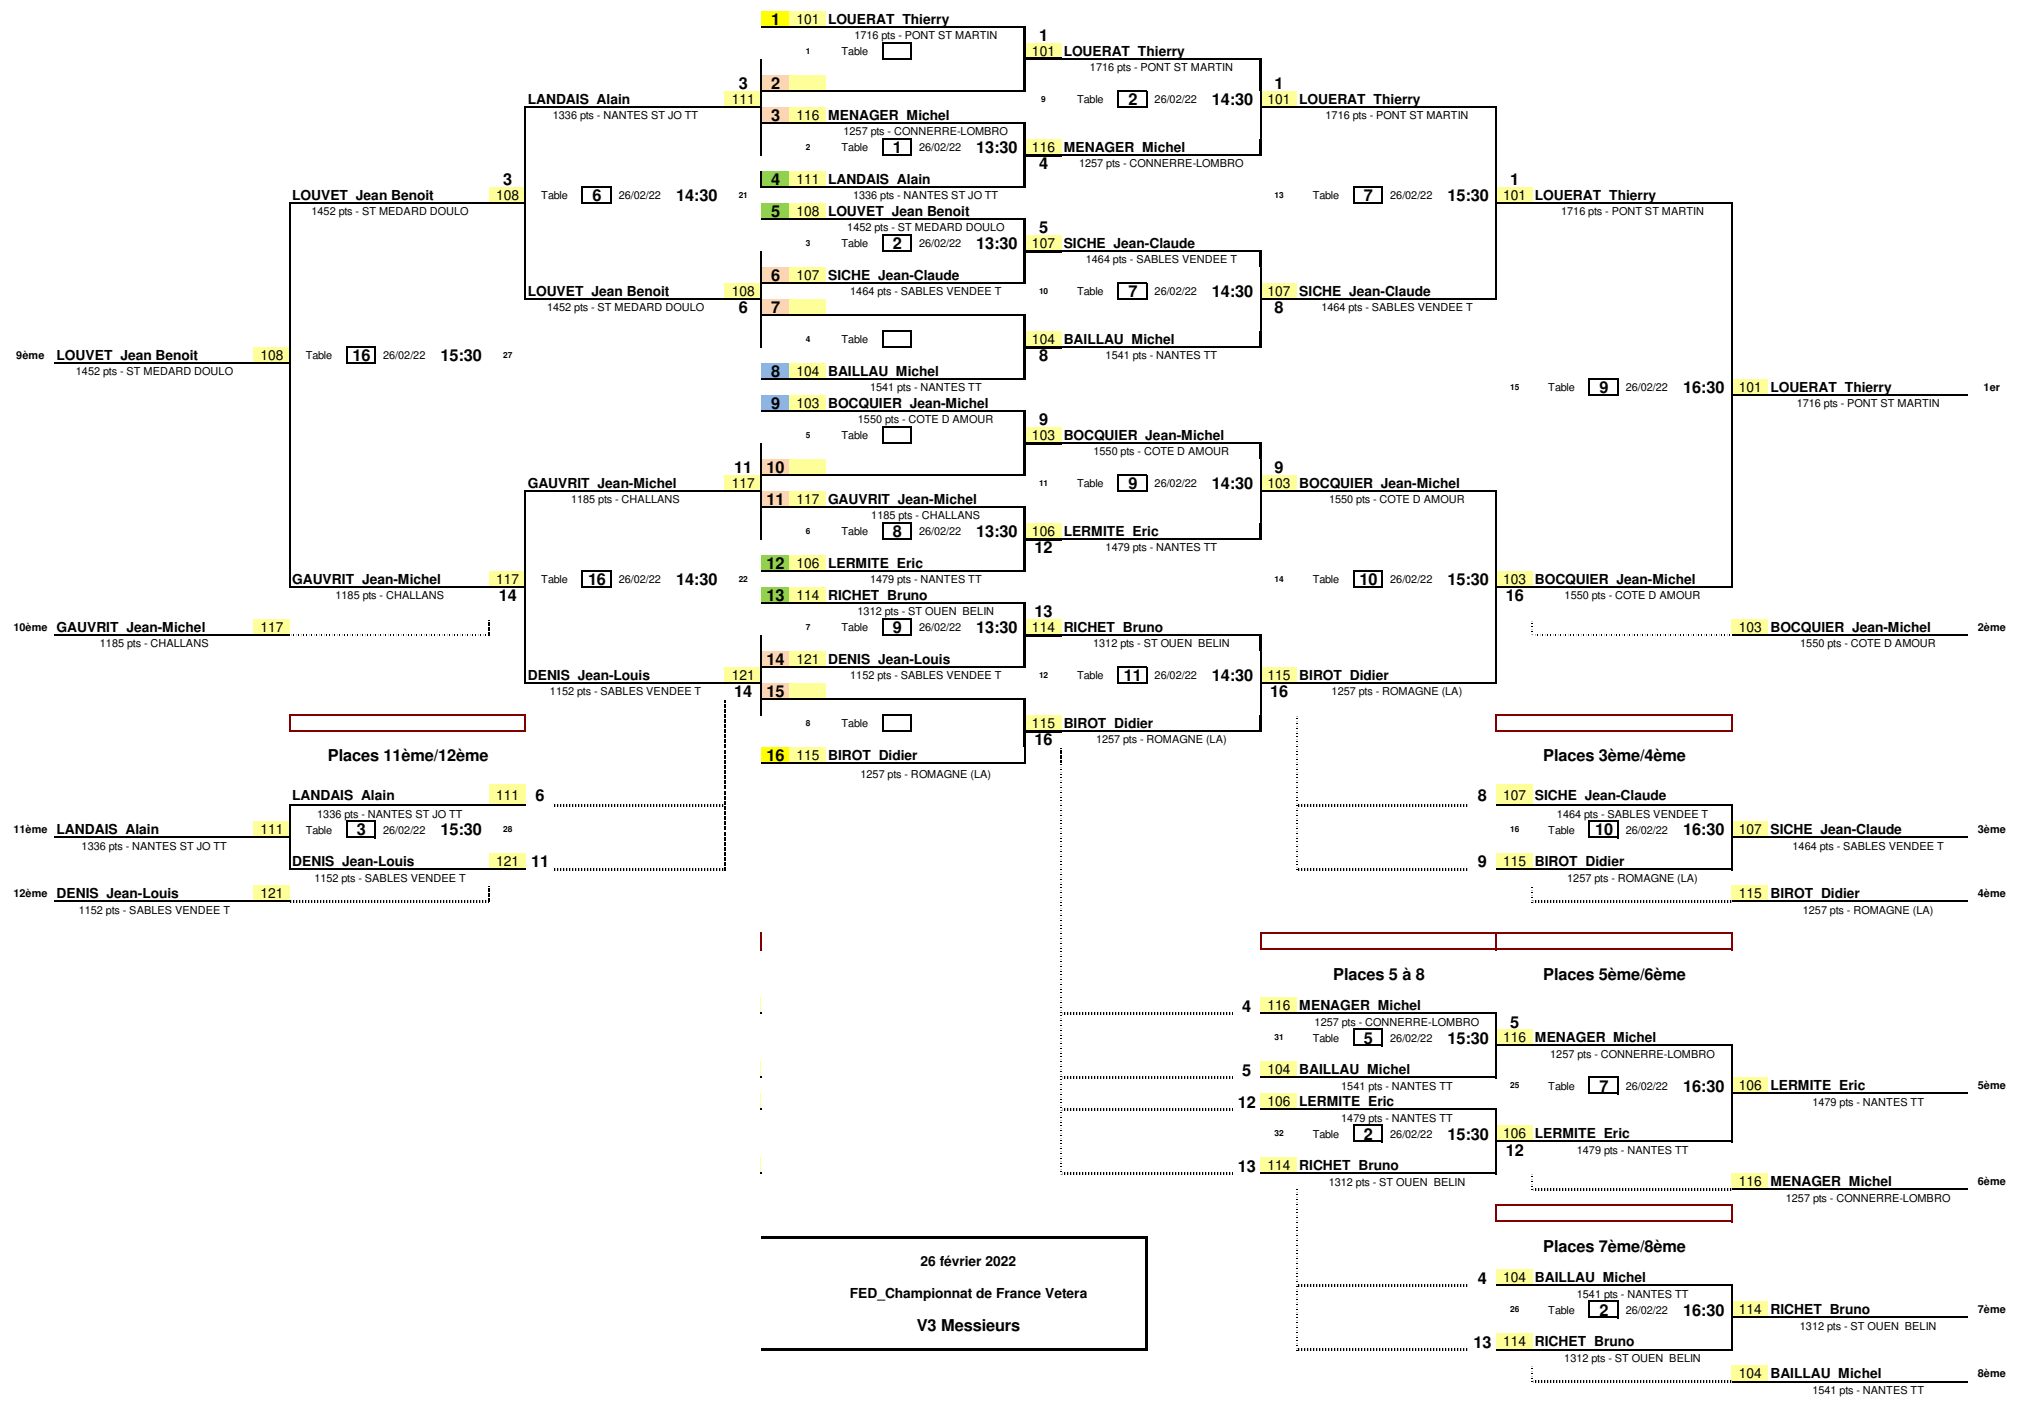 1 101 LOUERAT Thierry
1716 pts - PONT ST MARTIN
1 Table
1
101 LOUERAT Thierry
1716 pts - PONT ST MARTIN
2
3 116 MENAGER Michel
1257 pts - CONNERRE-LOMBRO
2 Table 1 26/02/22 13:30
4 111 LANDAIS Alain
1336 pts - NANTES ST JO TT
116 MENAGER Michel
4
1257 pts - CONNERRE-LOMBRO
9 Table 2 26/02/22 14:30
1
101 LOUERAT Thierry
1716 pts - PONT ST MARTIN
5 108 LOUVET Jean Benoit
1452 pts - ST MEDARD DOULO
3 Table 2 26/02/22 13:30
6 107 SICHE Jean-Claude
1464 pts - SABLES VENDEE T
5
107 SICHE Jean-Claude
1464 pts - SABLES VENDEE T
10 Table 7 26/02/22 14:30
7
4 Table
8 104 BAILLAU Michel
1541 pts - NANTES TT
104 BAILLAU Michel
8
1541 pts - NANTES TT
107 SICHE Jean-Claude
8
1464 pts - SABLES VENDEE T
13 Table 7 26/02/22 15:30
1
101 LOUERAT Thierry
1716 pts - PONT ST MARTIN
9 103 BOCQUIER Jean-Michel
1550 pts - COTE D AMOUR
5 Table
10
9
103 BOCQUIER Jean-Michel
1550 pts - COTE D AMOUR
11 Table 9 26/02/22 14:30
11 117 GAUVRIT Jean-Michel
1185 pts - CHALLANS
6 Table 8 26/02/22 13:30
12 106 LERMITE Eric
1479 pts - NANTES TT
106 LERMITE Eric
12
1479 pts - NANTES TT
9
103 BOCQUIER Jean-Michel
1550 pts - COTE D AMOUR
13 114 RICHET Bruno
1312 pts - ST OUEN BELIN
7 Table 9 26/02/22 13:30
14 121 DENIS Jean-Louis
1152 pts - SABLES VENDEE T
13
114 RICHET Bruno
1312 pts - ST OUEN BELIN
12 Table 11 26/02/22 14:30
15
8 Table
16 115 BIROT Didier
1257 pts - ROMAGNE (LA)
115 BIROT Didier
16
1257 pts - ROMAGNE (LA)
115 BIROT Didier
16
1257 pts - ROMAGNE (LA)
14 Table 10 26/02/22 15:30
103 BOCQUIER Jean-Michel
16
1550 pts - COTE D AMOUR
15 Table 9 26/02/22 16:30
101 LOUERAT Thierry 1er
1716 pts - PONT ST MARTIN
103 BOCQUIER Jean-Michel 2ème
1550 pts - COTE D AMOUR
3
LANDAIS Alain 111
1336 pts - NANTES ST JO TT
Table 6 26/02/22 14:30 21
LOUVET Jean Benoit 108
1452 pts - ST MEDARD DOULO 6
3
LOUVET Jean Benoit 108
1452 pts - ST MEDARD DOULO
9ème LOUVET Jean Benoit 108
1452 pts - ST MEDARD DOULO
Table 16 26/02/22 15:30 27
11
GAUVRIT Jean-Michel 117
1185 pts - CHALLANS
Table 16 26/02/22 14:30 22
DENIS Jean-Louis 121
1152 pts - SABLES VENDEE T 14
GAUVRIT Jean-Michel 117
1185 pts - CHALLANS 14
10ème GAUVRIT Jean-Michel 117
1185 pts - CHALLANS
Places 11ème/12ème
LANDAIS Alain 111 6
1336 pts - NANTES ST JO TT
Table 3 26/02/22 15:30 28
DENIS Jean-Louis 121 11
1152 pts - SABLES VENDEE T
11ème LANDAIS Alain 111
1336 pts - NANTES ST JO TT
12ème DENIS Jean-Louis 121
1152 pts - SABLES VENDEE T
Places 3ème/4ème
8 107 SICHE Jean-Claude
1464 pts - SABLES VENDEE T
16 Table 10 26/02/22 16:30
9 115 BIROT Didier
1257 pts - ROMAGNE (LA)
107 SICHE Jean-Claude 3ème
1464 pts - SABLES VENDEE T
115 BIROT Didier 4ème
1257 pts - ROMAGNE (LA)
Places 5 à 8
4 116 MENAGER Michel
1257 pts - CONNERRE-LOMBRO
31 Table 5 26/02/22 15:30
5 104 BAILLAU Michel
1541 pts - NANTES TT
12 106 LERMITE Eric
1479 pts - NANTES TT
32 Table 2 26/02/22 15:30
13 114 RICHET Bruno
1312 pts - ST OUEN BELIN
Places 5ème/6ème
5
116 MENAGER Michel
1257 pts - CONNERRE-LOMBRO
25 Table 7 26/02/22 16:30
106 LERMITE Eric
12
1479 pts - NANTES TT
106 LERMITE Eric 5ème
1479 pts - NANTES TT
116 MENAGER Michel 6ème
1257 pts - CONNERRE-LOMBRO
Places 7ème/8ème
4 104 BAILLAU Michel
1541 pts - NANTES TT
26 Table 2 26/02/22 16:30
13 114 RICHET Bruno
1312 pts - ST OUEN BELIN
114 RICHET Bruno 7ème
1312 pts - ST OUEN BELIN
104 BAILLAU Michel 8ème
1541 pts - NANTES TT
26 février 2022
FED_Championnat de France Vetera
V3 Messieurs